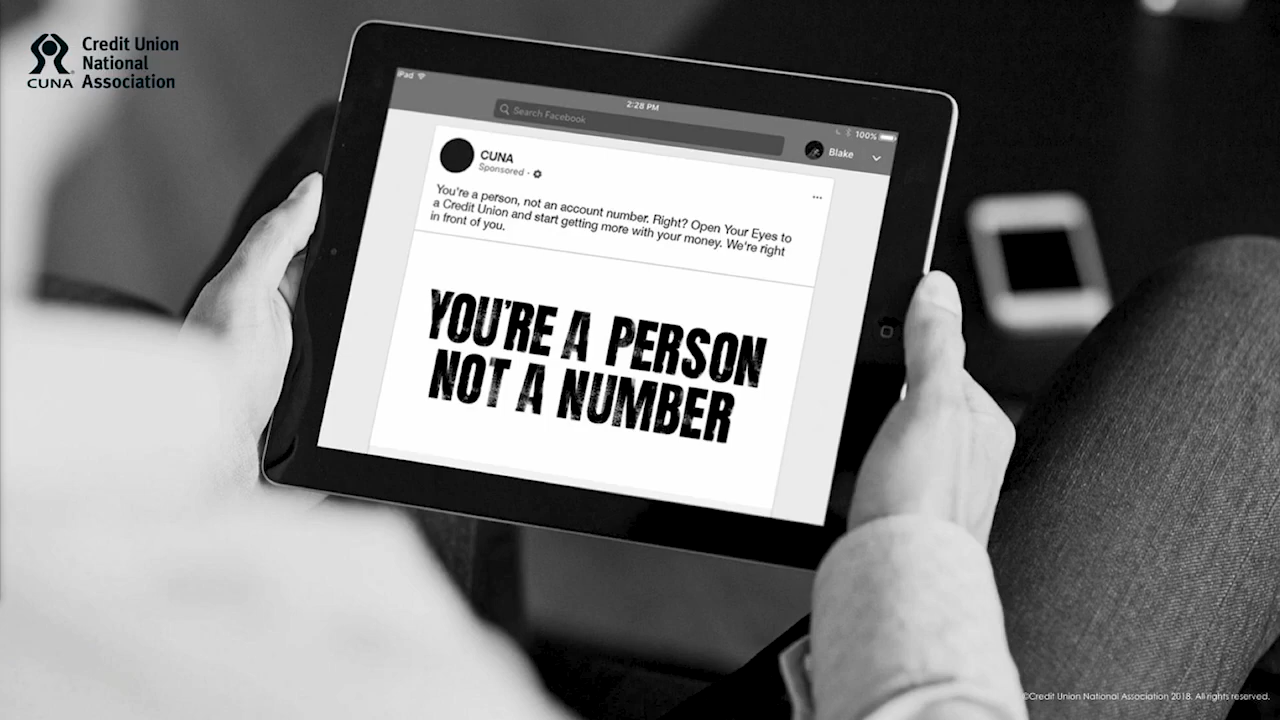 CUNA
Credit Union
National
Association
iPad
2:28 PM
100%
Search Facebook
Blake
CUNA
Sponsored ·
You're a person, not an account number. Right? Open Your Eyes to
a Credit Union and start getting more with your money. We're right
in front of you.
YOU'RE A PERSON
NOT A NUMBER
©Credit Union National Association 2018. All rights reserved.